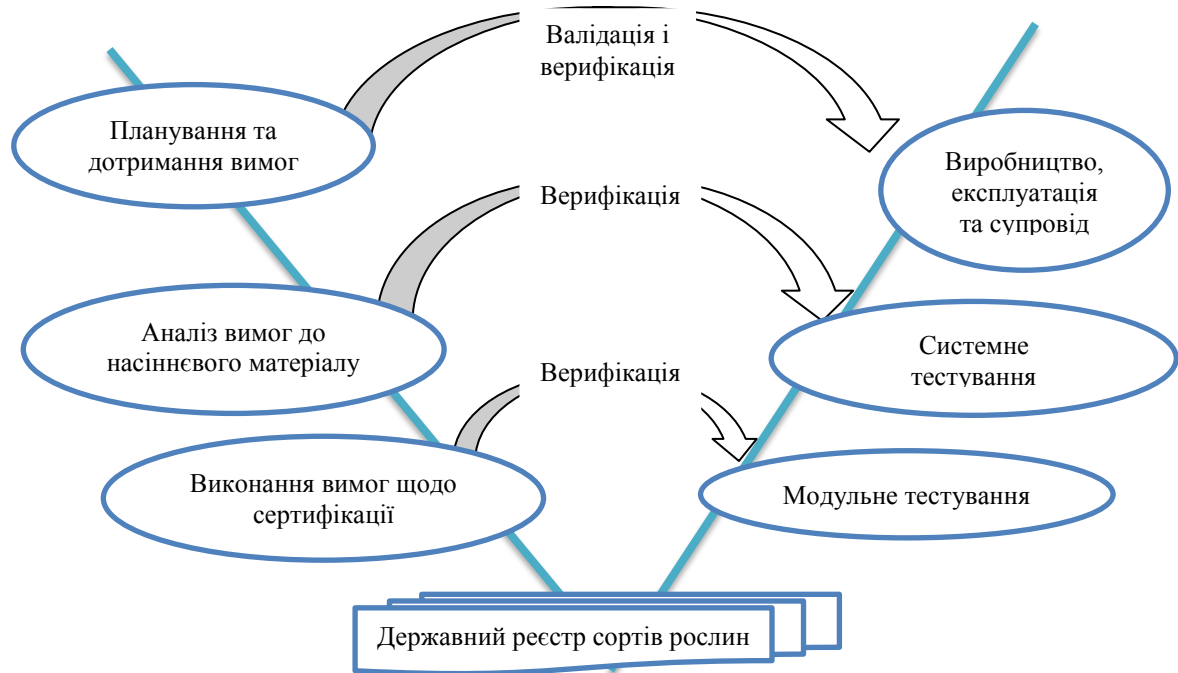 Валідація і
верифікація
Планування та
дотримання вимог
Виробництво,
експлуатація
та супровід
Верифікація
Аналіз вимог до
насіннєвого матеріалу
Системне
тестування
Верифікація
Виконання вимог щодо
сертифікації
Модульне тестування
Державний реєстр сортів рослин